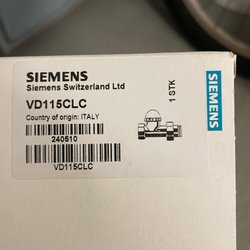 SIEMENS
Siemens Switzerland Ltd
VD115CLC
Country of origin: ITALY
240510
VD115CLC
1 STK
SIEMENS